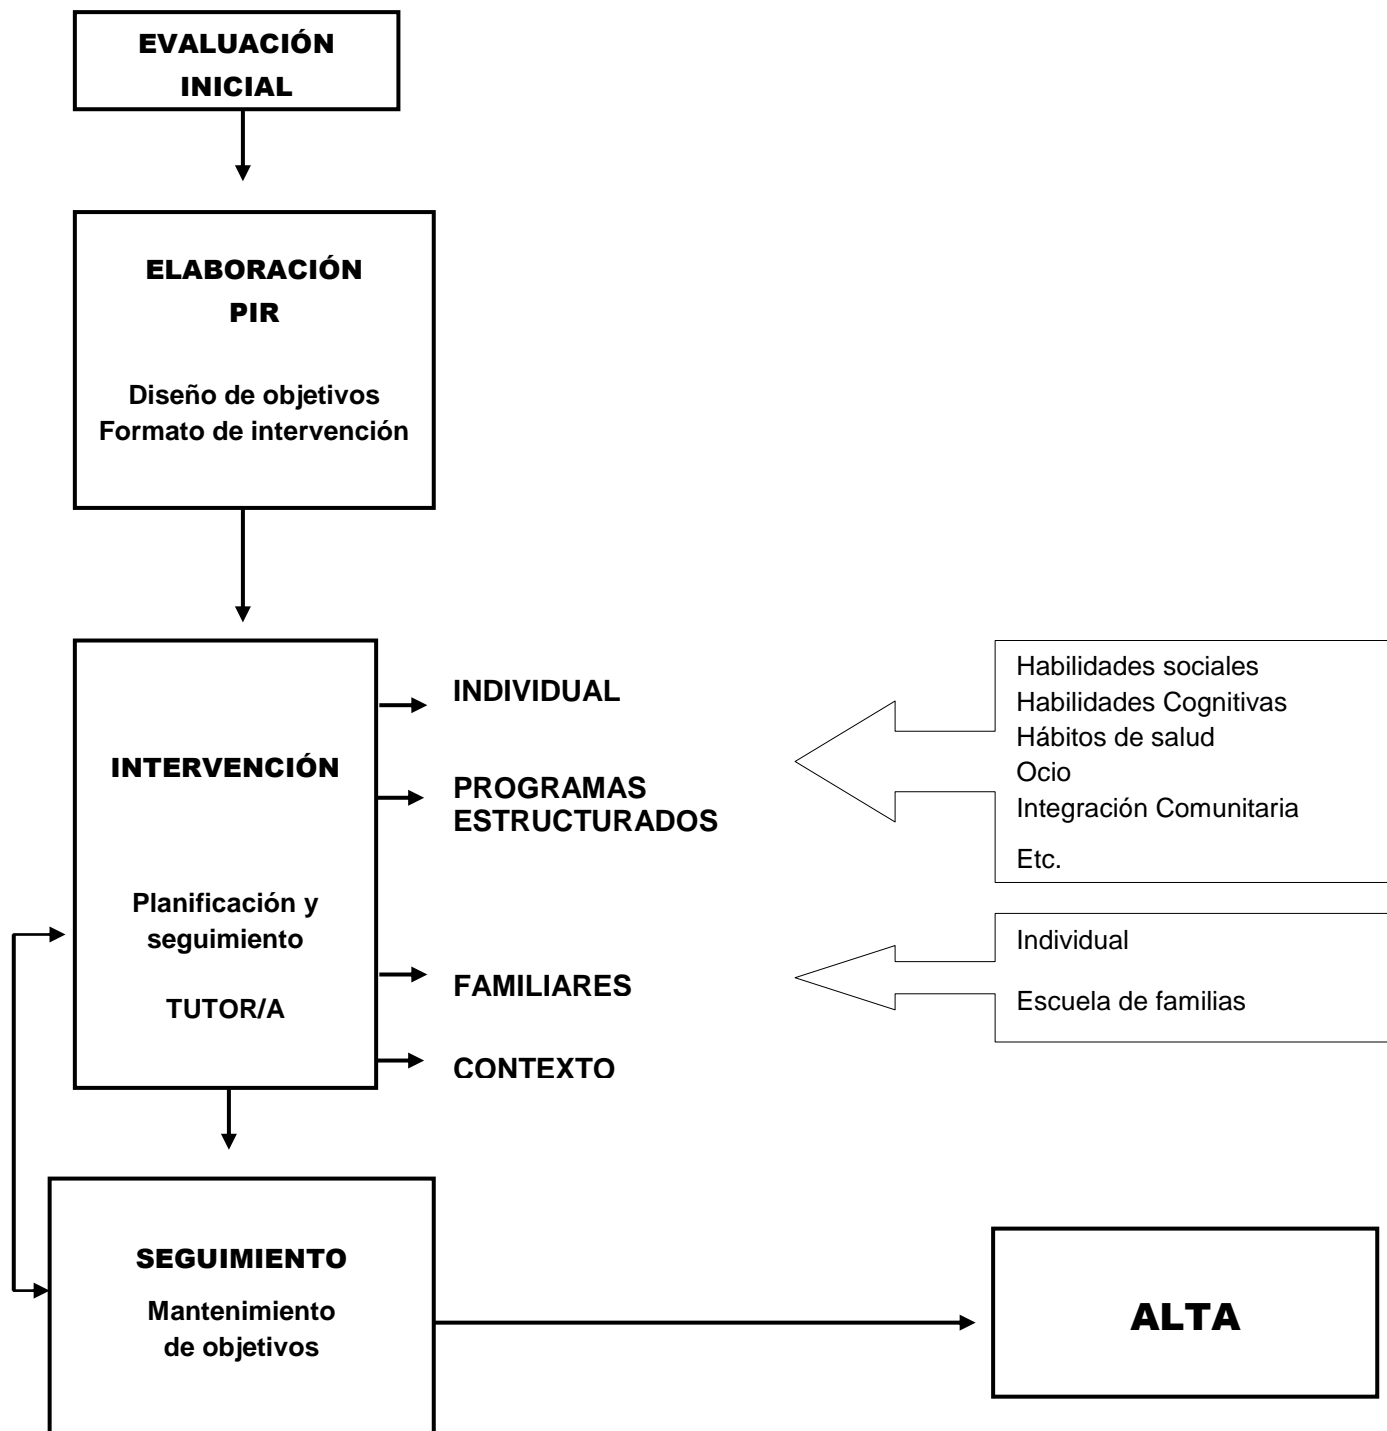 EVALUACIÓN
INICIAL
ELABORACIÓN
PIR
Diseño de objetivos
Formato de intervención
INTERVENCIÓN
Planificación y
seguimiento
TUTOR/A
INDIVIDUAL
PROGRAMAS
ESTRUCTURADOS
FAMILIARES
CONTEXTO
Habilidades sociales
Habilidades Cognitivas
Hábitos de salud
Ocio
Integración Comunitaria
Etc.
Individual
Escuela de familias
SEGUIMIENTO
Mantenimiento
de objetivos
ALTA